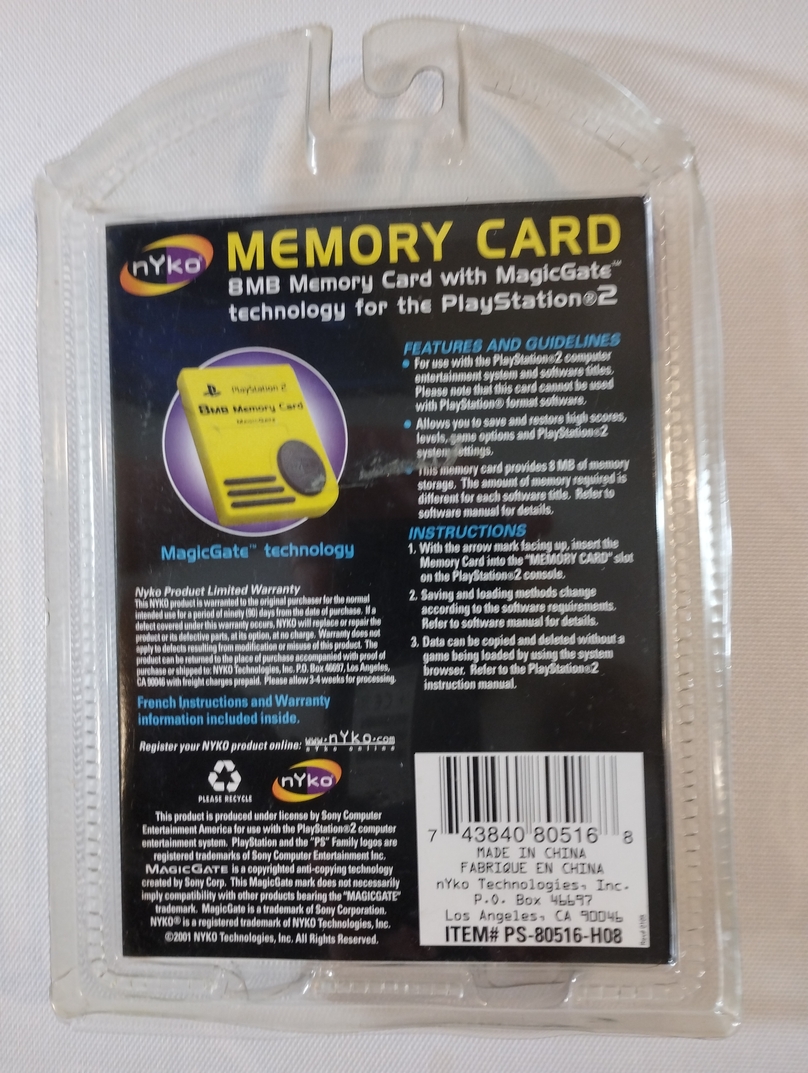 nYko®
MEMORY CARD
8MB Memory Card with MagicGate™
technology for the PlayStation®2
PlayStation 2
8MB Memory Card
MagicGate
MagicGate™ technology
FEATURES AND GUIDELINES
• For use with the PlayStation®2 computer
entertainment system and software titles.
Please note that this card cannot be used
with PlayStation® format software.
• Allows you to save and restore high scores,
levels, game options and PlayStation®2
system settings.
• This memory card provides 8 MB of memory
storage. The amount of memory required is
different for each software title. Refer to
software manual for details.
INSTRUCTIONS
1. With the arrow mark facing up, insert the
Memory Card into the "MEMORY CARD" slot
on the PlayStation®2 console.
2. Saving and loading methods change
according to the software requirements.
Refer to software manual for details.
3. Data can be copied and deleted without a
game being loaded by using the system
browser. Refer to the PlayStation®2
instruction manual.
Nyko Product Limited Warranty
This NYKO product is warranted to the original purchaser for the normal
intended use for a period of ninety (90) days from the date of purchase. If a
defect covered under this warranty occurs, NYKO will replace or repair the
product or its defective parts, at its option, at no charge. Warranty does not
apply to defects resulting from modification or misuse of this product. The
product can be returned to the place of purchase accompanied with proof of
purchase or shipped to: NYKO Technologies, Inc. P.O. Box 46697, Los Angeles,
CA 90046 with freight charges prepaid. Please allow 3-4 weeks for processing.
French Instructions and Warranty
information included inside.
Register your NYKO product online: www.nYko.com
nyko online
PLEASE RECYCLE
nYko®
This product is produced under license by Sony Computer
Entertainment America for use with the PlayStation®2 computer
entertainment system. PlayStation and the "PS" Family logos are
registered trademarks of Sony Computer Entertainment Inc.
MAGICGATE is a copyrighted anti-copying technology
created by Sony Corp. This MagicGate mark does not necessarily
imply compatibility with other products bearing the "MAGICGATE"
trademark. MagicGate is a trademark of Sony Corporation.
NYKO® is a registered trademark of NYKO Technologies, Inc.
©2001 NYKO Technologies, Inc. All Rights Reserved.
7 43840 80516 8
MADE IN CHINA
FABRIQUE EN CHINA
nYko Technologies, Inc.
P.O. Box 46697
Los Angeles, CA 90046
ITEM# PS-80516-H08